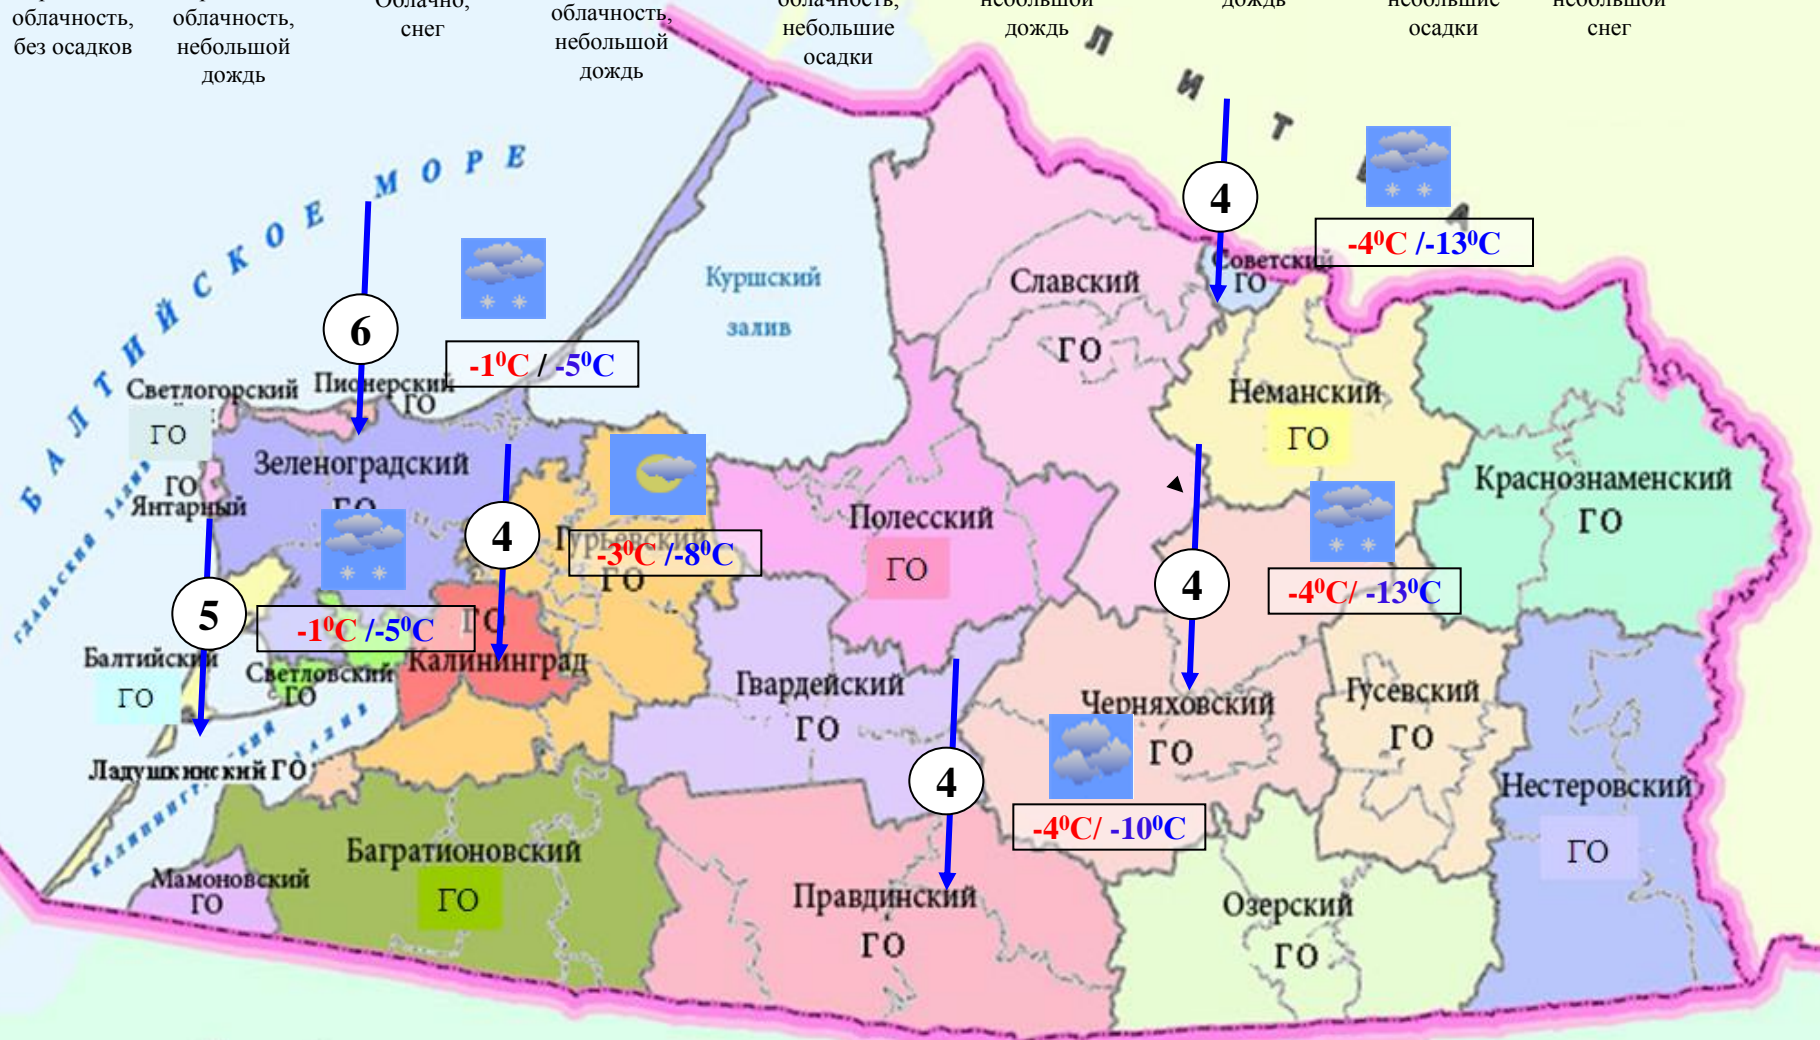 облачность,
без осадков
облачность,
небольшой
дождь
Облачно,
снег
облачность,
небольшой
дождь
облачность,
небольшие
осадки
небольшой
дождь
дождь
небольшие
осадки
небольшой
снег
ЛИТВА
БАЛТИЙСКОЕ МОРЕ
4
-4⁰C /-13⁰C
Советский
ГО
Куршский
залив
Славский
ГО
6
-1⁰C / -5⁰C
Светлогорский
ГО
Пионерский
ГО
Неманский
ГО
Зеленоградский
ГО
Краснознаменский
ГО
ГО
Янтарный
Полесский
ГО
4
Гурьевский
ГО
-3⁰C /-8⁰C
4
-4⁰C/ -13⁰C
5
-1⁰C /-5⁰C
ГО
Калининград
Балтийский
ГО
Светловский
ГО
Гвардейский
ГО
Черняховский
ГО
Гусевский
ГО
Ладушкинский ГО
4
-4⁰C/ -10⁰C
Нестеровский
ГО
Багратионовский
ГО
Мамоновский
ГО
Правдинский
ГО
Озерский
ГО